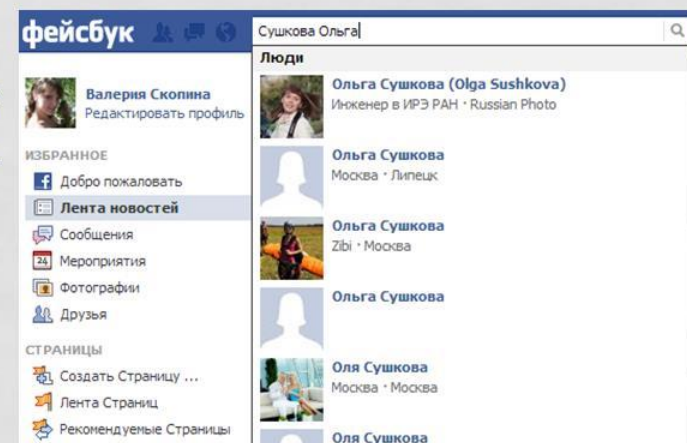 фейсбук
Сушкова Ольга
Люди
Валерия Скопина
Редактировать профиль
ИЗБРАННОЕ
Добро пожаловать
Лента новостей
Сообщения
24 Мероприятия
Фотографии
Друзья
СТРАНИЦЫ
Создать Страницу ...
Лента Страниц
Рекомендуемые Страницы
Ольга Сушкова (Olga Sushkova)
Инженер в ИРЭ РАН · Russian Photo
Ольга Сушкова
Москва · Липецк
Ольга Сушкова
Zibi · Москва
Ольга Сушкова
Оля Сушкова
Москва · Москва
Оля Сушкова